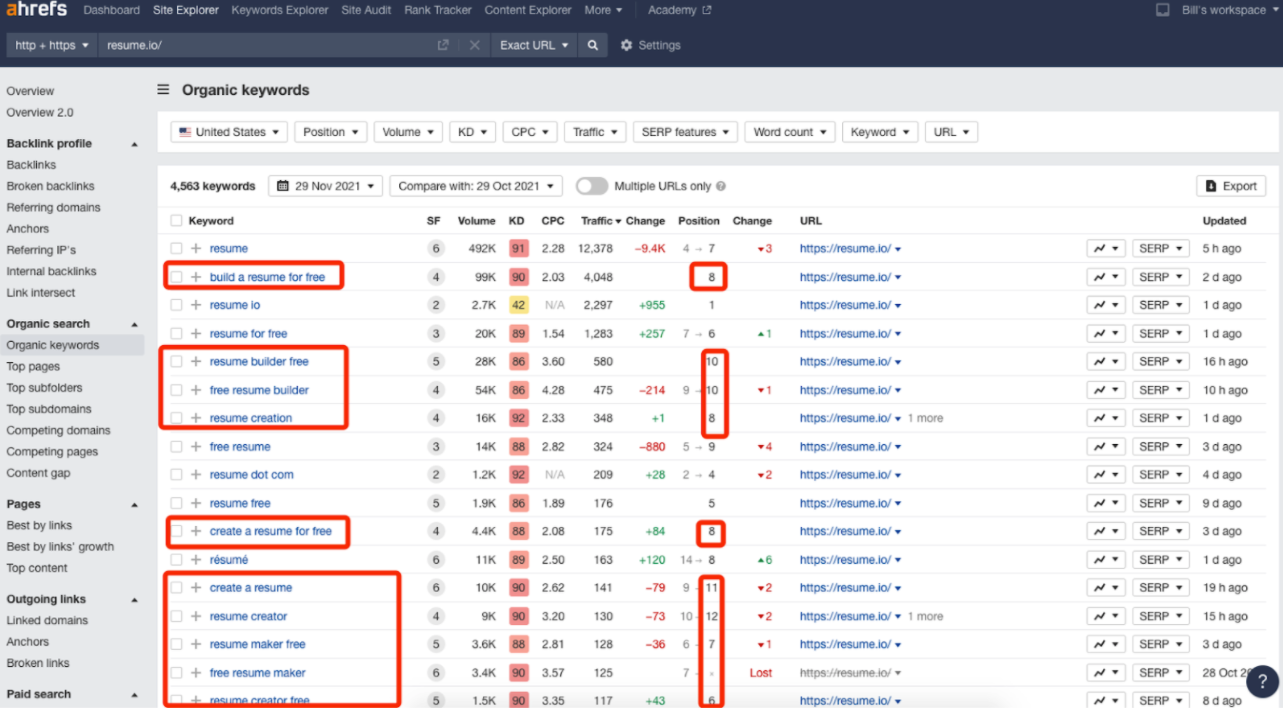 ahrefs Dashboard Site Explorer Keywords Explorer Site Audit Rank Tracker Content Explorer More Academy Bill's workspace
http + https resume.io/ Exact URL Settings
Overview
Overview 2.0
Backlink profile
Backlinks
Broken backlinks
Referring domains
Anchors
Referring IP's
Internal backlinks
Link intersect
Organic search
Organic keywords
Top pages
Top subfolders
Top subdomains
Competing domains
Competing pages
Content gap
Pages
Best by links
Best by links' growth
Top content
Outgoing links
Linked domains
Anchors
Broken links
Paid search
Organic keywords
United States Position Volume KD CPC Traffic SERP features Word count Keyword URL
4,563 keywords 29 Nov 2021 Compare with: 29 Oct 2021 Multiple URLs only ? Export
Keyword SF Volume KD CPC Traffic Change Position Change URL Updated
+ resume 6 492K 91 2.28 12,378 −9.4K 4 → 7 ▾3 https://resume.io/ SERP 5 h ago
+ build a resume for free 4 99K 90 2.03 4,048 8 https://resume.io/ SERP 2 d ago
+ resume io 2 2.7K 42 N/A 2,297 +955 1 https://resume.io/ SERP 1 d ago
+ resume for free 3 20K 89 1.54 1,283 +257 7 → 6 ▴1 https://resume.io/ SERP 1 d ago
+ resume builder free 5 28K 86 3.60 580 10 https://resume.io/ SERP 16 h ago
+ free resume builder 4 54K 86 4.28 475 −214 9 → 10 ▾1 https://resume.io/ SERP 10 h ago
+ resume creation 4 16K 92 2.33 348 +1 8 https://resume.io/ 1 more SERP 1 d ago
+ free resume 3 14K 88 2.82 324 −880 5 → 9 ▾4 https://resume.io/ SERP 3 d ago
+ resume dot com 2 1.2K 92 N/A 209 +28 2 → 4 ▾2 https://resume.io/ SERP 4 d ago
+ resume free 5 1.9K 86 1.89 176 5 https://resume.io/ SERP 9 d ago
+ create a resume for free 4 4.4K 88 2.08 175 +84 8 https://resume.io/ SERP 3 d ago
+ résumé 6 11K 89 2.50 163 +120 14 → 8 ▴6 https://resume.io/ SERP 1 d ago
+ create a resume 6 10K 90 2.62 141 −79 9 → 11 ▾2 https://resume.io/ SERP 19 h ago
+ resume creator 4 9K 90 3.20 130 −73 10 → 12 ▾2 https://resume.io/ 1 more SERP 15 h ago
+ resume maker free 5 3.6K 88 2.81 128 −36 6 → 7 ▾1 https://resume.io/ SERP 3 d ago
+ free resume maker 6 3.4K 90 3.57 125 7 → Lost https://resume.io/ SERP 28 Oct
+ resume creator free 5 1.5K 90 3.35 117 +43 6 https://resume.io/ SERP 8 d ago
?